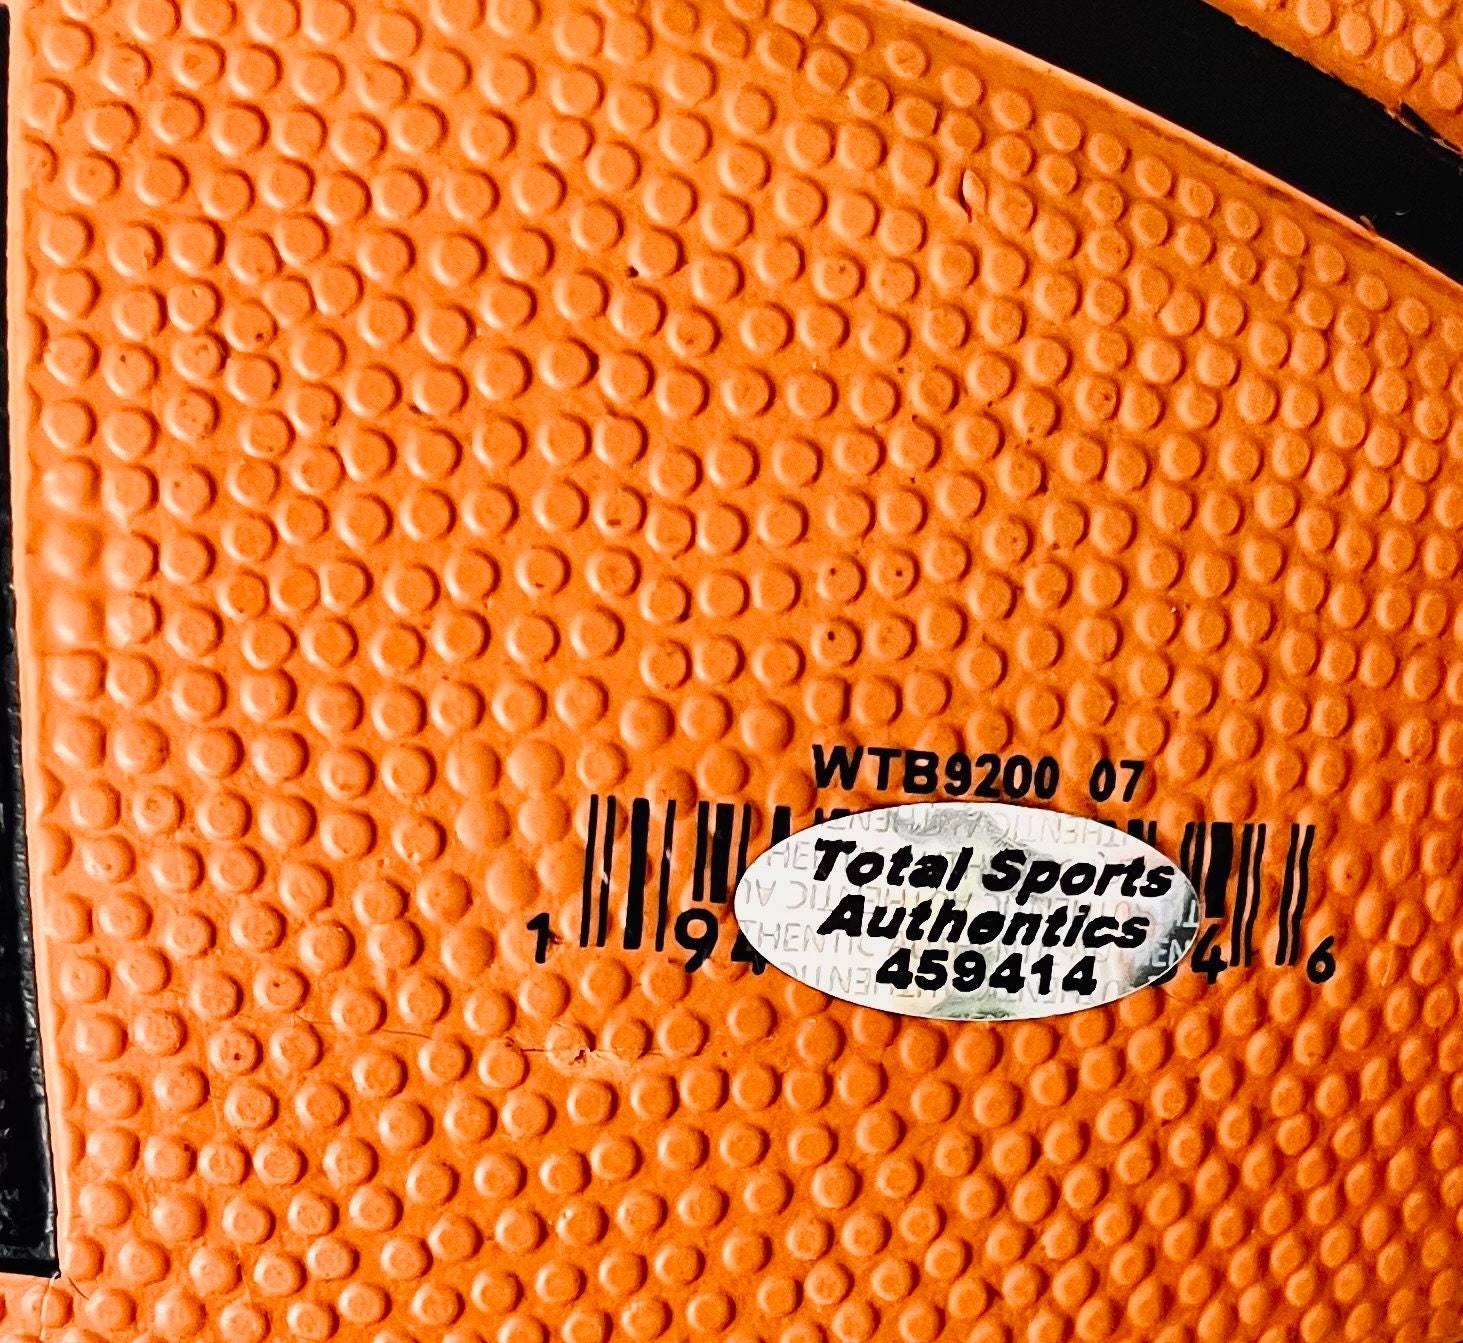 WTB9200 07
Total Sports
Authentics
459414
1 94 4 6